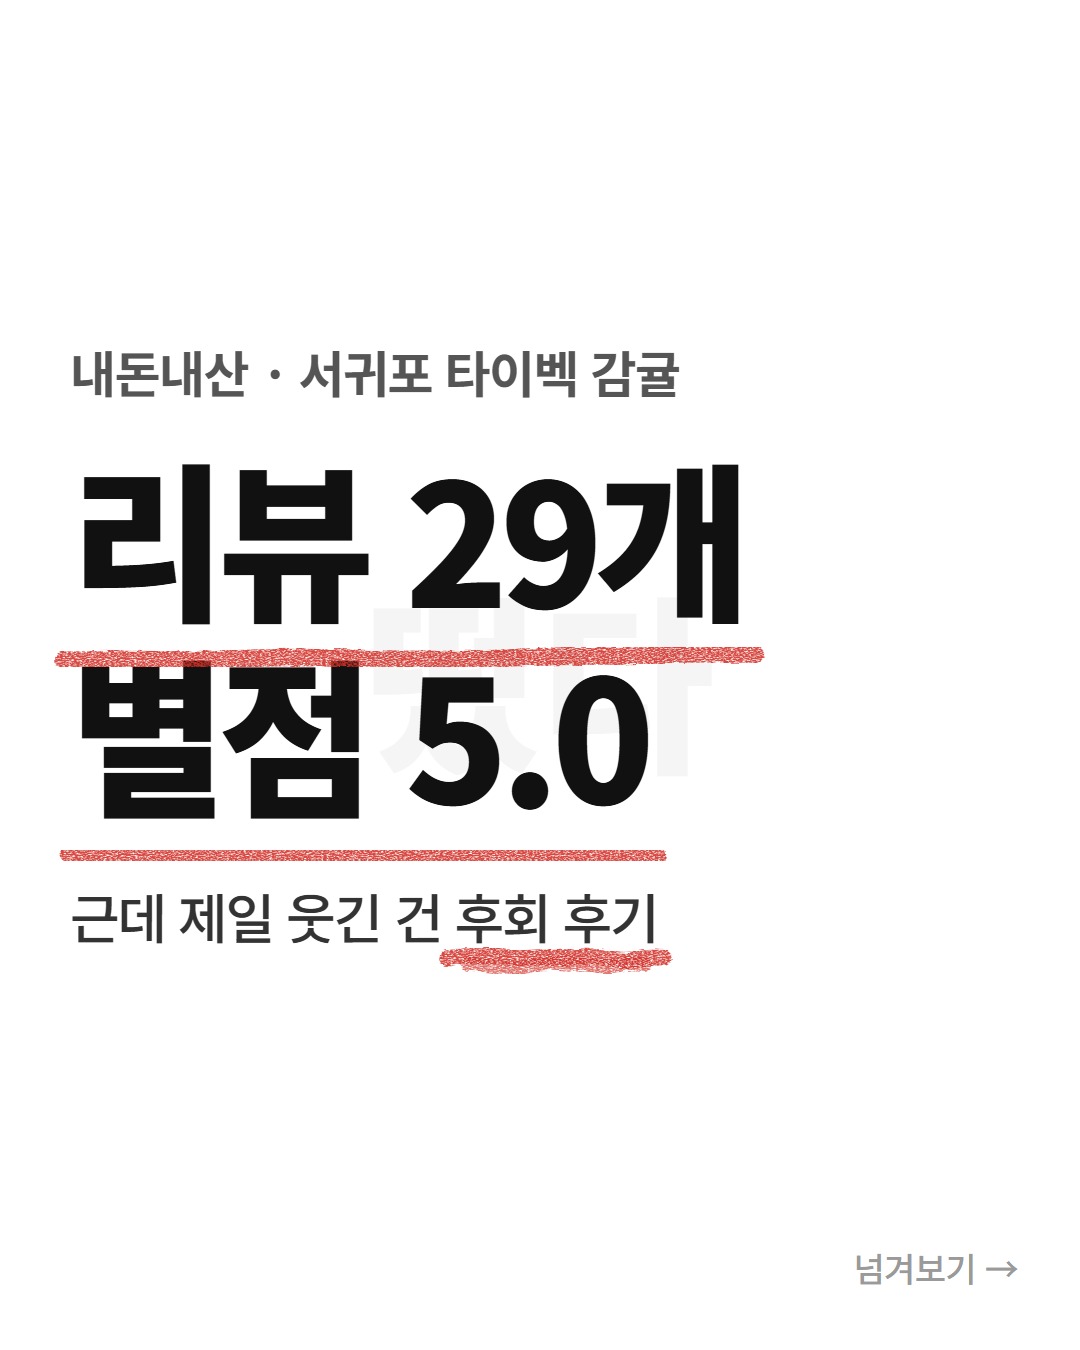 내돈내산 · 서귀포 타이벡 감귤
리뷰 29개
별점 5.0
근데 제일 웃긴 건 후회 후기
넘겨보기 →